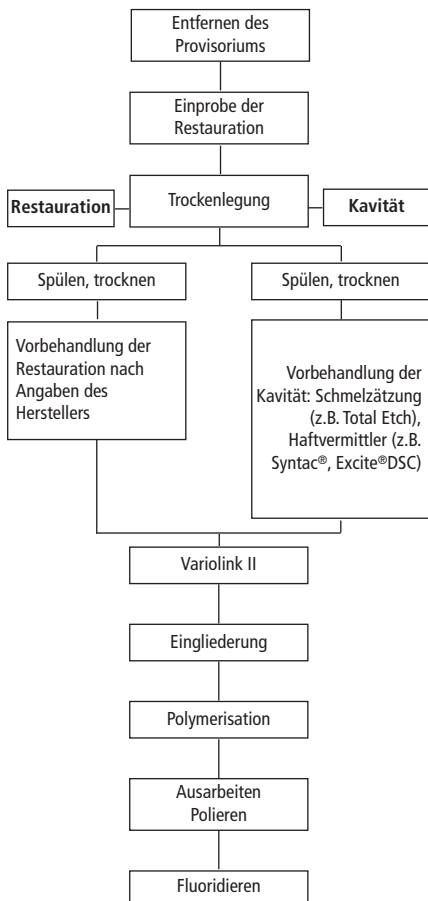 Entfernen des
Provisoriums
Einprobe der
Restauration
Restauration
Trockenlegung
Kavität
Spülen, trocknen
Vorbehandlung der
Restauration nach
Angaben des
Herstellers
Spülen, trocknen
Vorbehandlung der
Kavität: Schmelzätzung
(z.B. Total Etch),
Haftvermittler (z.B.
Syntac®, Excite®DSC)
Variolink II
Eingliederung
Polymerisation
Ausarbeiten
Polieren
Fluoridieren